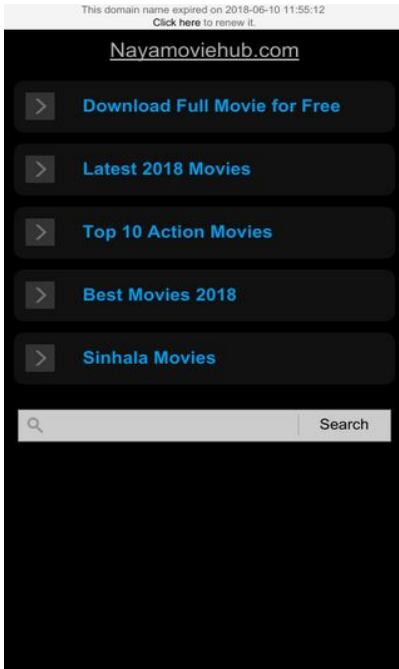 This domain name expired on 2018-06-10 11:55:12
Click here to renew it.
Nayamoviehub.com
Download Full Movie for Free
Latest 2018 Movies
Top 10 Action Movies
Best Movies 2018
Sinhala Movies
Search